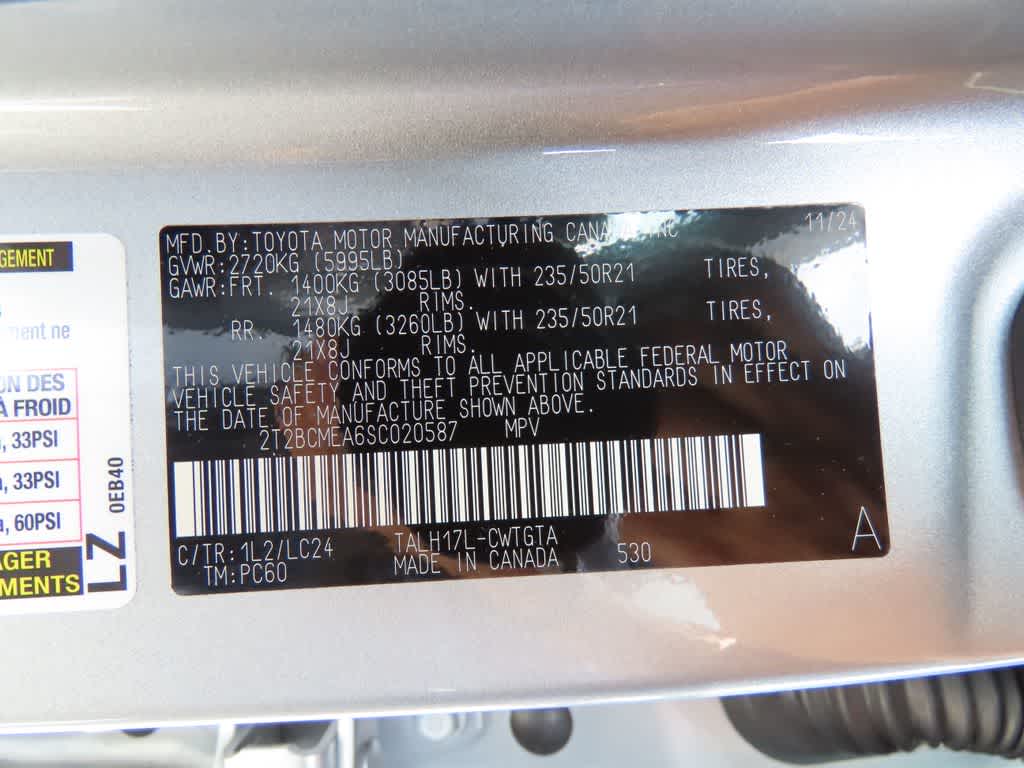 MFD.BY:TOYOTA MOTOR MANUFACTURING CANADA INC 11/24
GVWR:2720KG (5995LB)
GAWR:FRT. 1400KG (3085LB) WITH 235/50R21 TIRES,
21X8J RIMS.
RR. 1480KG (3260LB) WITH 235/50R21 TIRES,
21X8J RIMS.
THIS VEHICLE CONFORMS TO ALL APPLICABLE FEDERAL MOTOR
VEHICLE SAFETY AND THEFT PREVENTION STANDARDS IN EFFECT ON
THE DATE OF MANUFACTURE SHOWN ABOVE.
2T2BCMEA6SC020587 MPV
C/TR:1L2/LC24 TALH17L-CWTGTA
TM:PC60 MADE IN CANADA 530 A
GEMENT
ment ne
ON DES
À FROID
, 33PSI
, 33PSI
, 60PSI
AGER
MENTS
LZ 0EB40